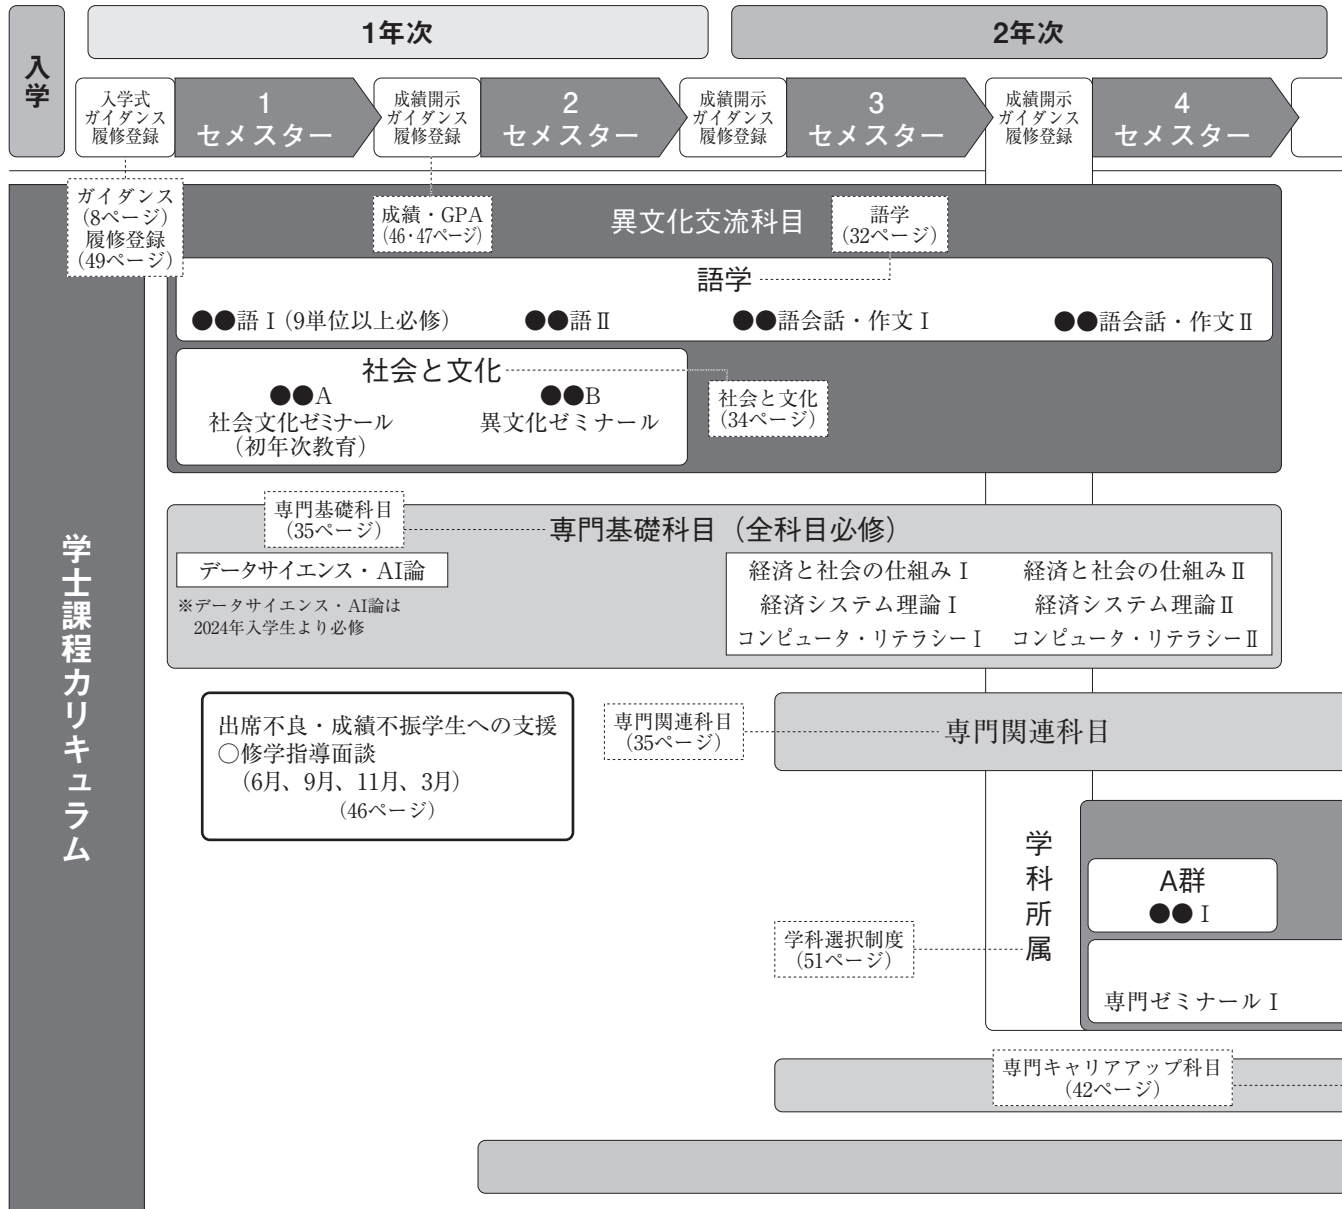 入学
1年次
2年次
入学式
ガイダンス
履修登録
1
セメスター
成績開示
ガイダンス
履修登録
2
セメスター
成績開示
ガイダンス
履修登録
3
セメスター
成績開示
ガイダンス
履修登録
4
セメスター
ガイダンス
(8ページ)
履修登録
(49ページ)
成績・GPA
(46・47ページ)
異文化交流科目
語学
(32ページ)
語学
●●語Ⅰ(9単位以上必修)
●●語Ⅱ
●●語会話・作文Ⅰ
●●語会話・作文Ⅱ
社会と文化
●●A
社会文化ゼミナール
(初年次教育)
●●B
異文化ゼミナール
社会と文化
(34ページ)
学士課程カリキュラム
専門基礎科目
(35ページ)
専門基礎科目(全科目必修)
データサイエンス・AI論
※データサイエンス・AI論は
2024年入学生より必修
経済と社会の仕組みⅠ
経済と社会の仕組みⅡ
経済システム理論Ⅰ
経済システム理論Ⅱ
コンピュータ・リテラシーⅠ
コンピュータ・リテラシーⅡ
出席不良・成績不振学生への支援
○修学指導面談
(6月、9月、11月、3月)
(46ページ)
専門関連科目
(35ページ)
専門関連科目
学科所属
学科選択制度
(51ページ)
A群
●●Ⅰ
専門ゼミナールⅠ
専門キャリアアップ科目
(42ページ)